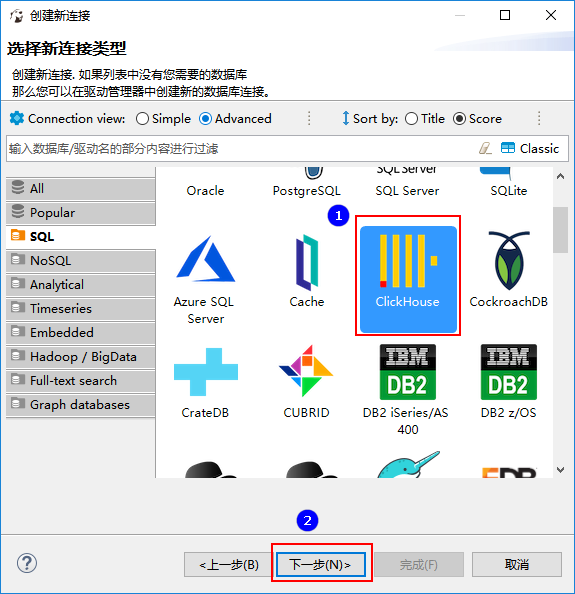 创建新连接
选择新连接类型
创建新连接. 如果列表中没有您需要的数据库
那么您可以在驱动管理器中创建新的数据库连接。
Connection view: Simple Advanced Sort by: Title Score
输入数据库/驱动名的部分内容进行过滤 Classic
All
Popular
SQL
NoSQL
Analytical
Timeseries
Embedded
Hadoop / BigData
Full-text search
Graph databases
SQL Server
Oracle PostgreSQL SQL Server SQLite
1
Azure SQL
Server
Cache
ClickHouse
CockroachDB
CrateDB
CUBRID
IBM
DB2
DB2 iSeries/AS
400
IBM
DB2
DB2 z/OS
EDB
2
?
<上一步(B) 下一步(N)> 完成(F) 取消